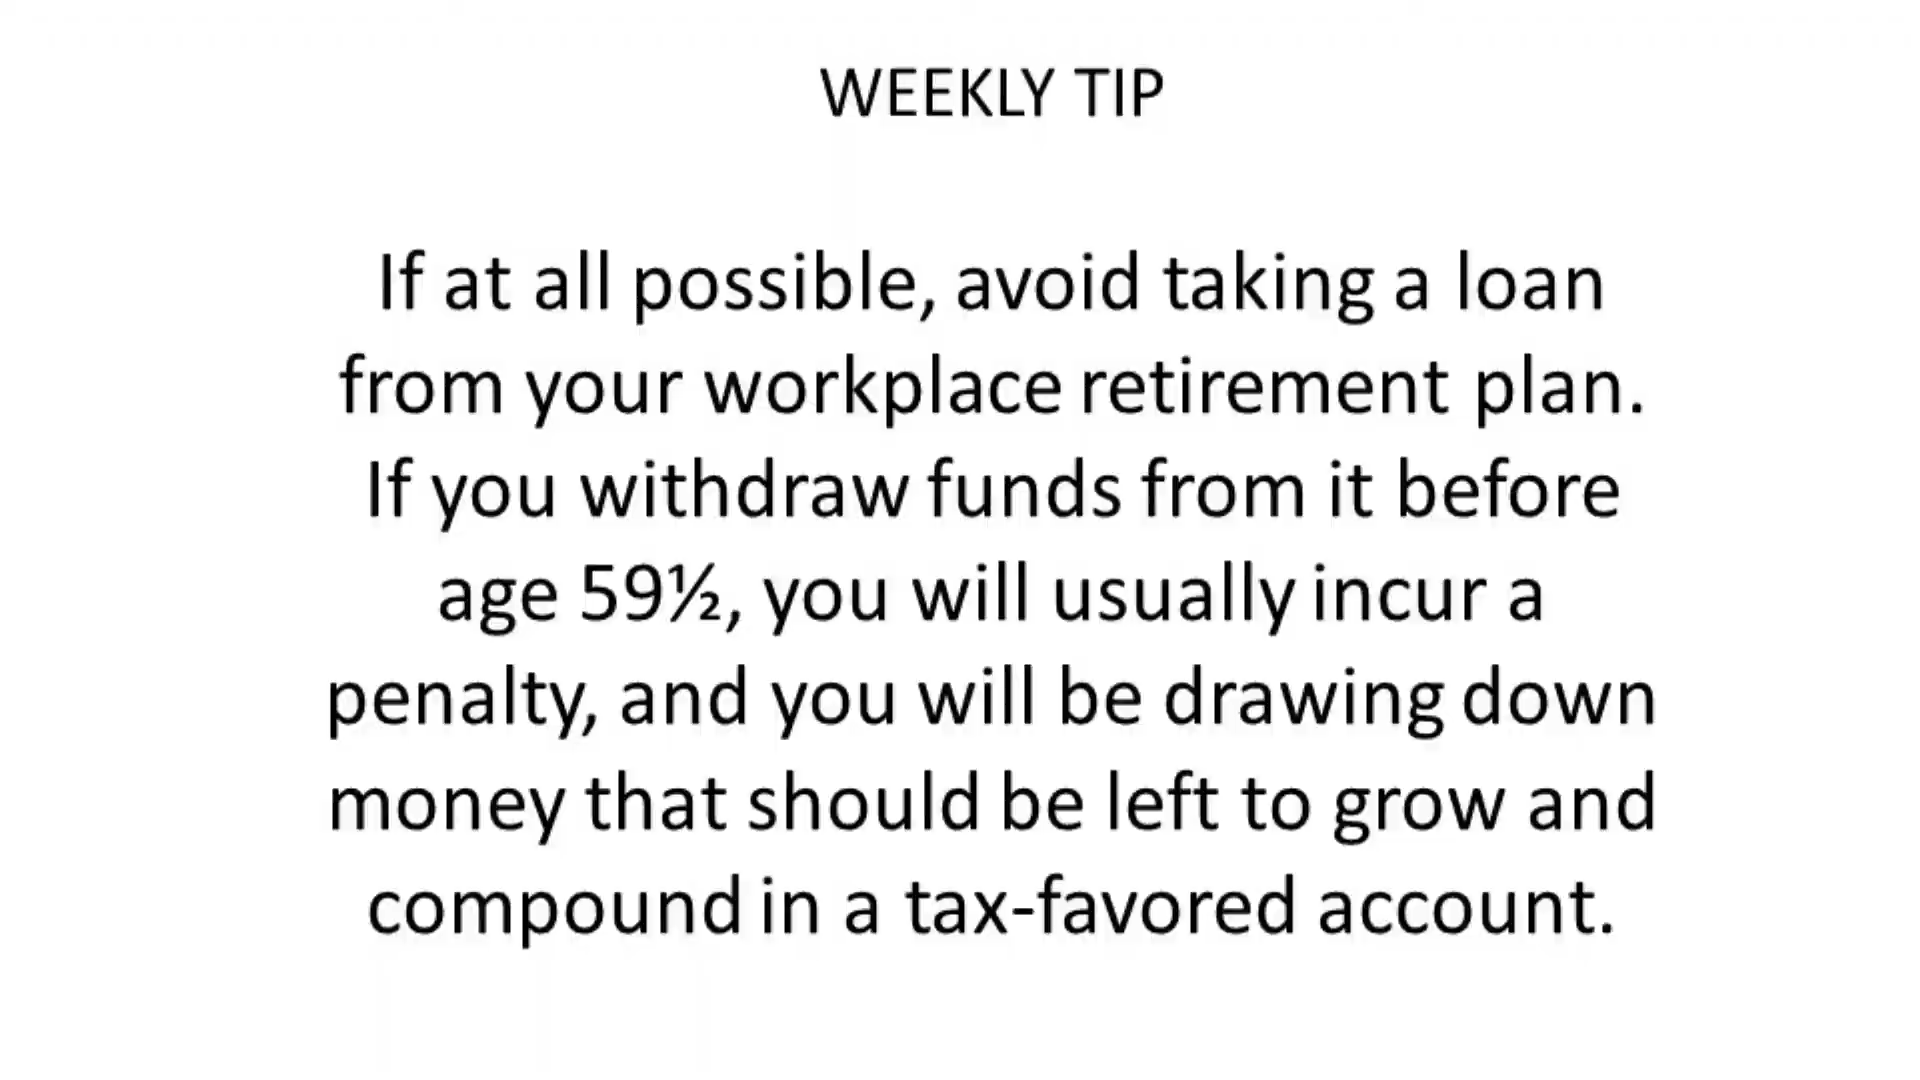 WEEKLY TIP
If at all possible, avoid taking a loan
from your workplace retirement plan.
If you withdraw funds from it before
age 59½, you will usually incur a
penalty, and you will be drawing down
money that should be left to grow and
compound in a tax-favored account.